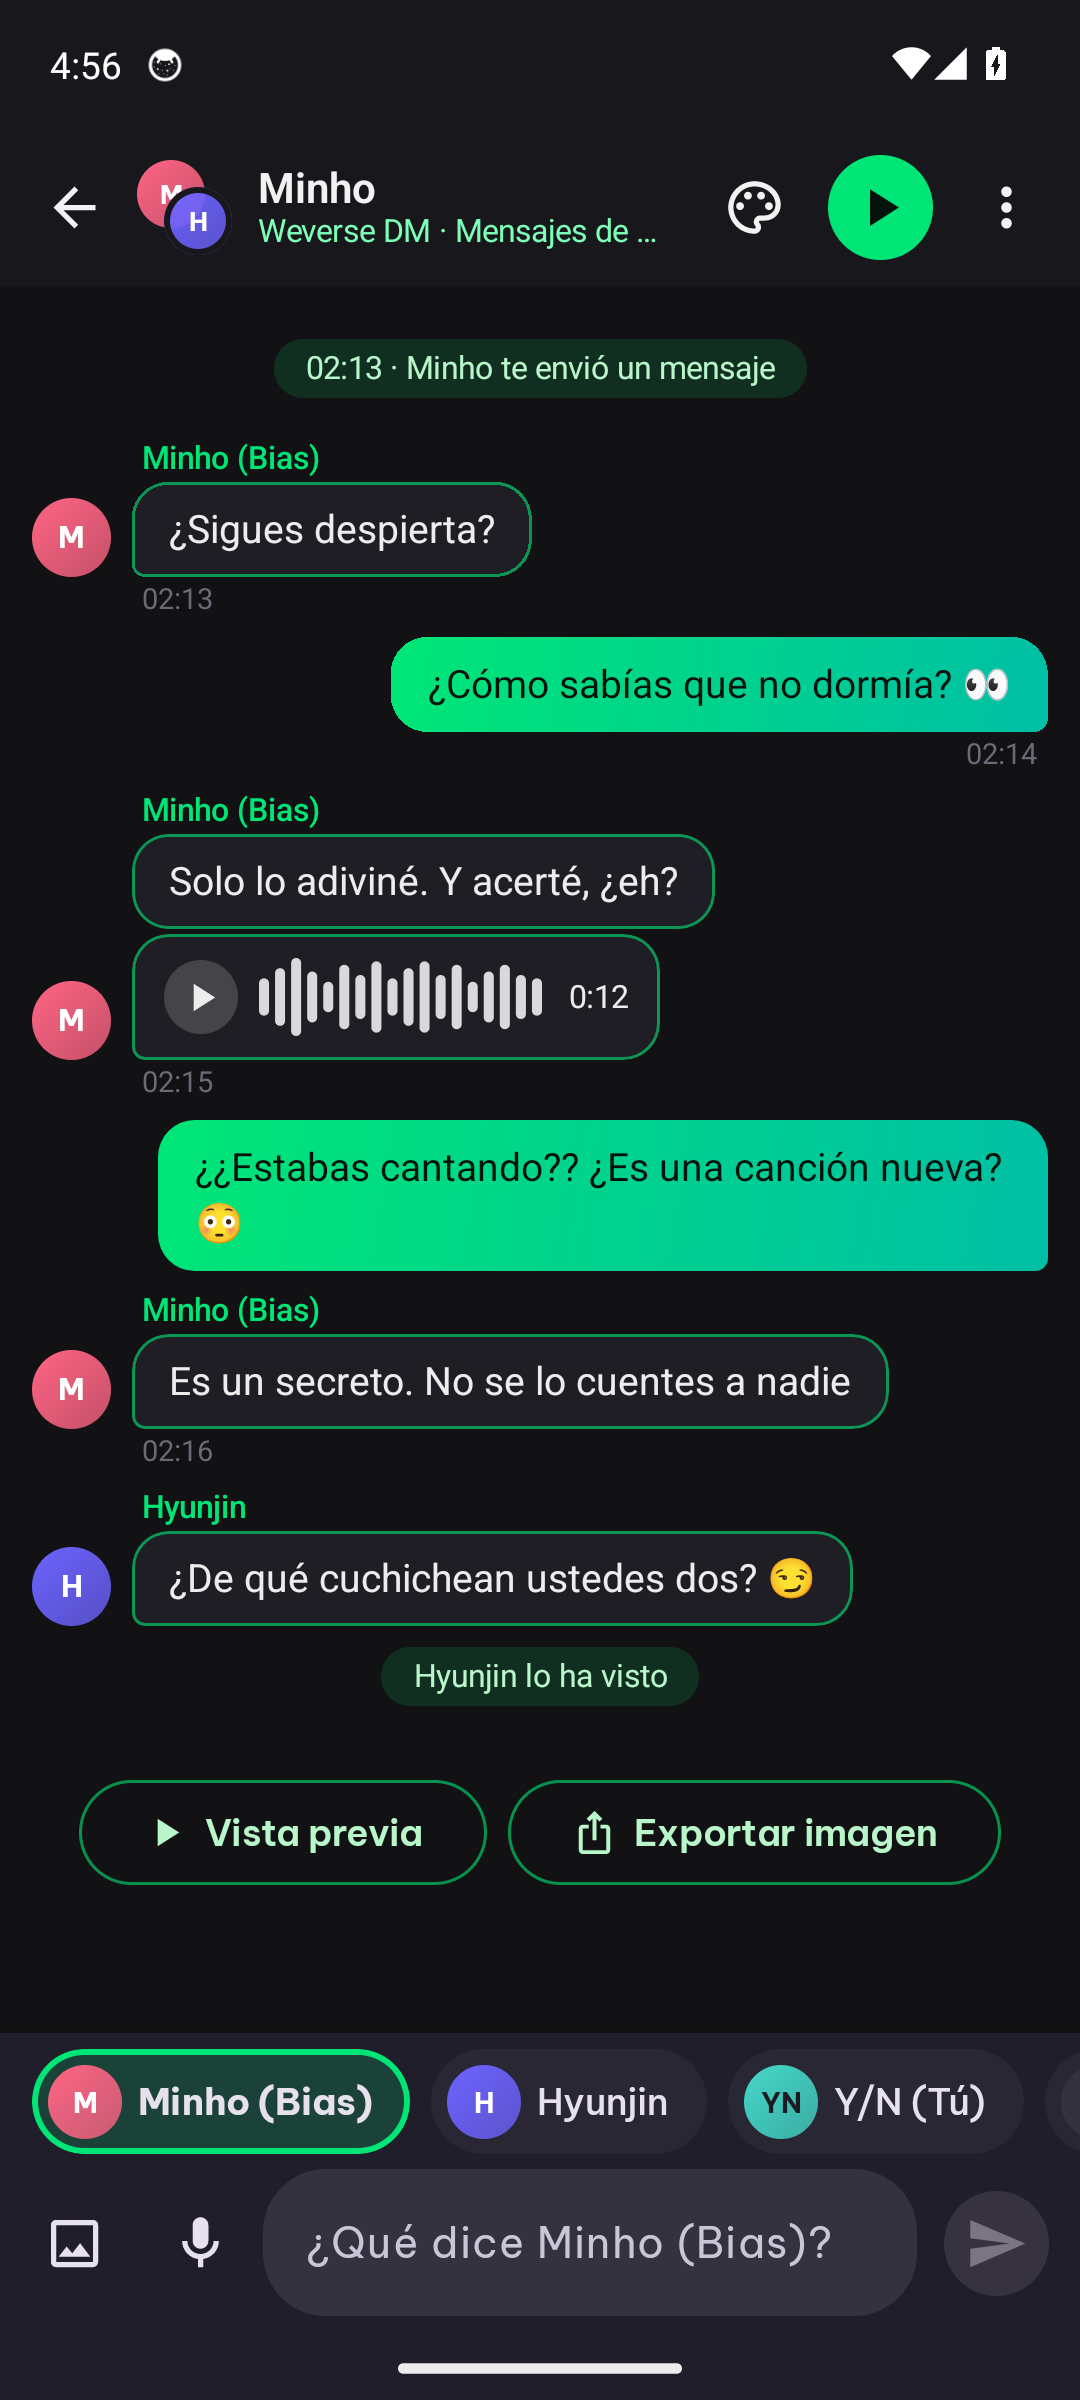 4:56
M
H
Minho
Weverse DM · Mensajes de ...
02:13 · Minho te envió un mensaje
Minho (Bias)
M
¿Sigues despierta?
02:13
¿Cómo sabías que no dormía? 👀
02:14
Minho (Bias)
Solo lo adiviné. Y acerté, ¿eh?
M
0:12
02:15
¿¿Estabas cantando?? ¿Es una canción nueva?
😳
Minho (Bias)
M
Es un secreto. No se lo cuentes a nadie
02:16
Hyunjin
H
¿De qué cuchichean ustedes dos? 😏
Hyunjin lo ha visto
Vista previa
Exportar imagen
M Minho (Bias)
H Hyunjin
YN Y/N (Tú)
¿Qué dice Minho (Bias)?